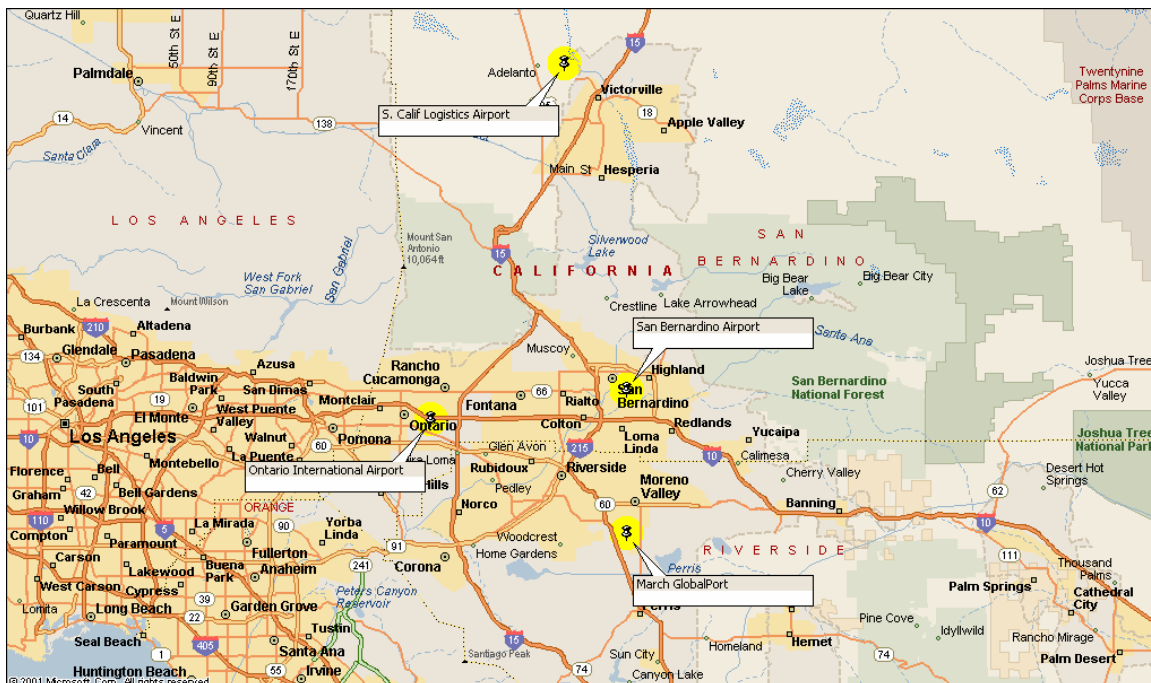 Quartz Hill
50th St E
90th St E
170th St E
Palmdale
14
Vincent
Santa Clara
138
Adelanto
15
S. Calif Logistics Airport
Victorville
18
Apple Valley
Main St
Hesperia
Twentynine
Palms Marine
Corps Base
LOS ANGELES
Mount San
Antonio
10,064ft
15
Silverwood
Lake
CALIFORNIA
SAN
BERNARDINO
Big Bear
Lake
Big Bear City
West Fork
San Gabriel
San Gabriel
La Crescenta
Mount Wilson
Crestline
Lake Arrowhead
San Bernardino Airport
Santa Ana
Burbank
210
Altadena
134
Glendale
Pasadena
Muscoy
Highland
Joshua Tree
Yucca
Valley
South
Pasadena
Baldwin
Park
Azusa
San Dimas
Rancho
Cucamonga
66
Rialto
San
Bernardino
San Bernardino
National Forest
101
19
Montclair
Fontana
El Monte
West Puente
Valley
Los Angeles
10
Walnut
60
Pomona
Ontario
Colton
Loma
Linda
Redlands
Yucaipa
Calimesa
Joshua Tree
National Park
215
10
Glen Avon
Montebello
La Puente
Ontario International Airport
Rubidoux
Riverside
Cherry Valley
Desert Hot
Springs
Florence
Bell
Graham
42
Bell Gardens
Hills
Pedley
Moreno
Valley
60
Banning
62
Willow Brook
ORANGE
Norco
110
Compton
5
La Mirada
90
Yorba
Linda
Woodcrest
Home Gardens
RIVERSIDE
10
Paramount
Fullerton
91
Corona
Perris
111
Carson
Lakewood
Buena
Park
Anaheim
241
March GlobalPort
Thousand
Palms
West Carson
Cypress
39
Peters Canyon
Reservoir
Palm Springs
Cathedral
City
Lomita
Long Beach
22
Garden Grove
Perris
Pine Cove
Idyllwild
Rancho Mirage
Seal Beach
405
Tustin
15
Homeland
Hemet
1
Santa Ana
Santiago Peak
Sun City
74
Palm Desert
Huntington Beach
55
Irvine
74
Canyon Lake
© 2001 Microsoft Corp. All rights reserved.